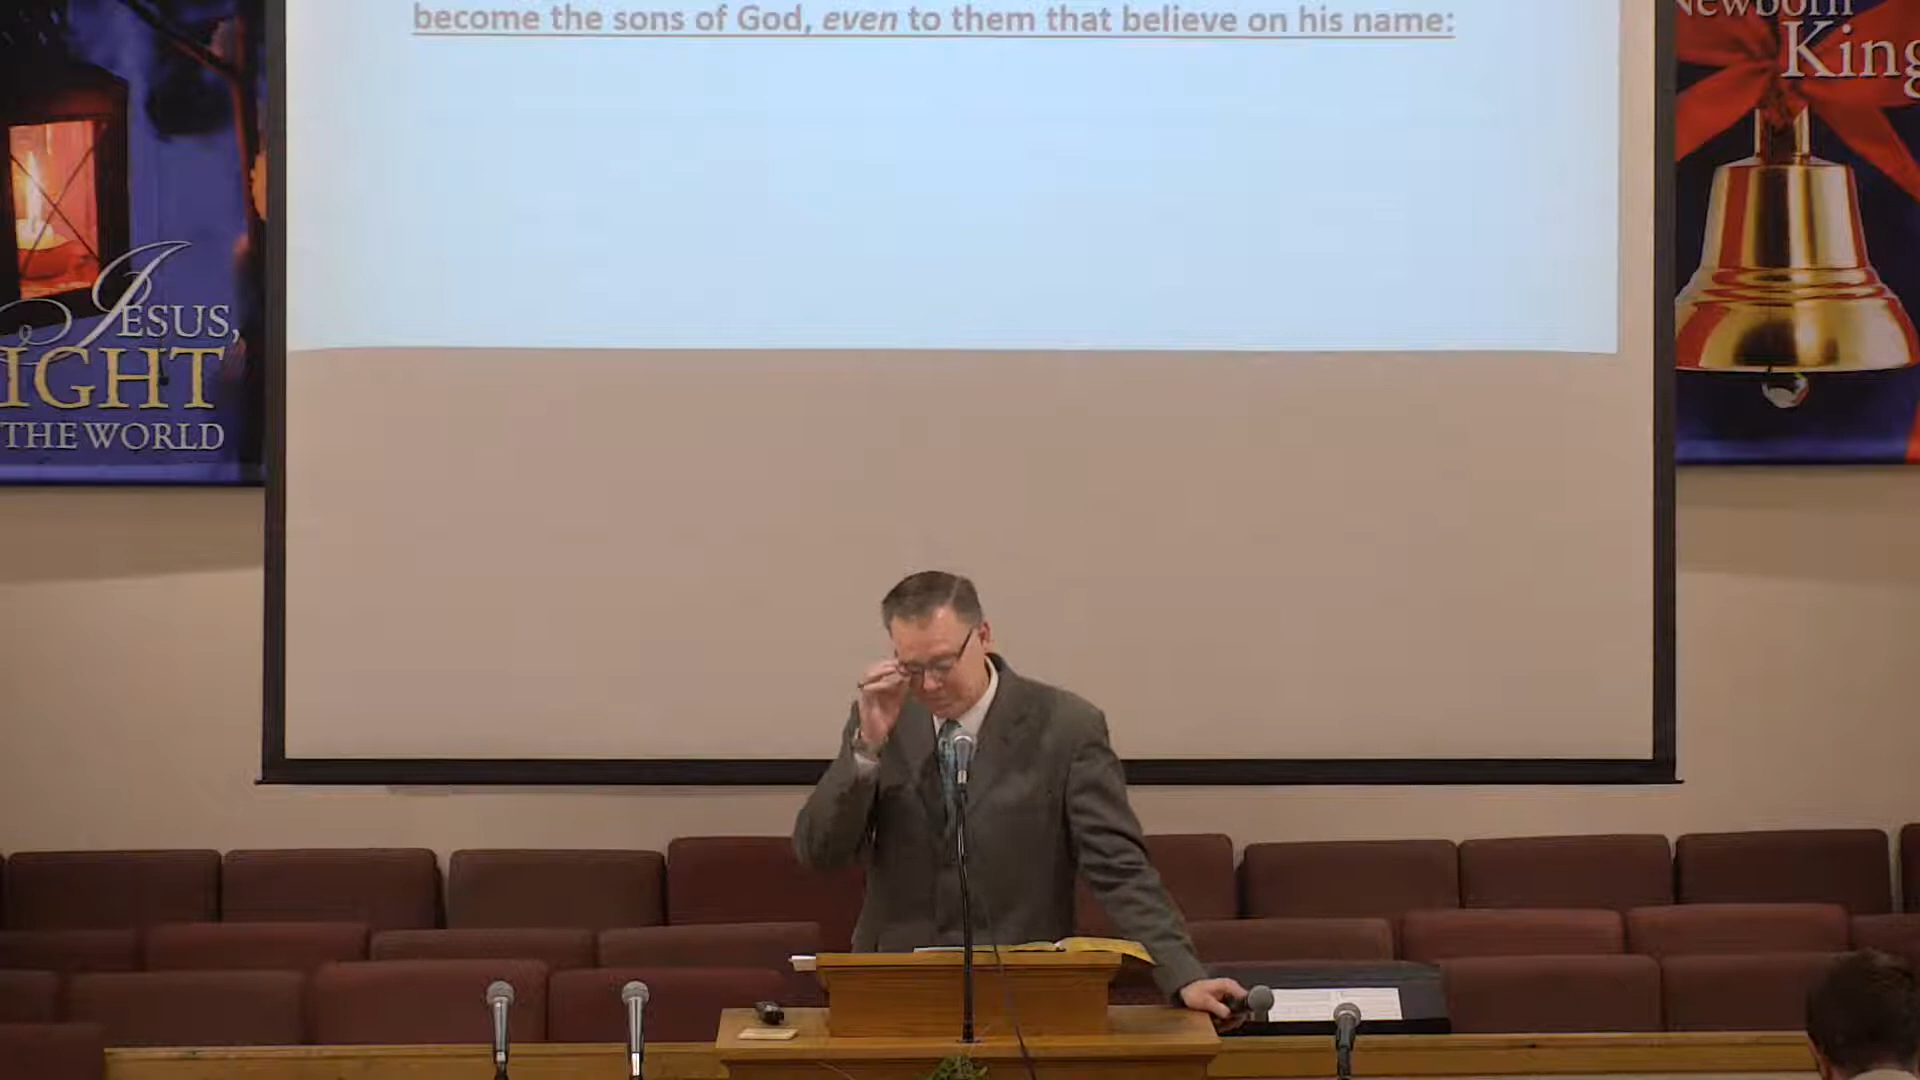 become the sons of God, even to them that believe on his name:
JESUS,
IGHT
THE WORLD
Newborn
King